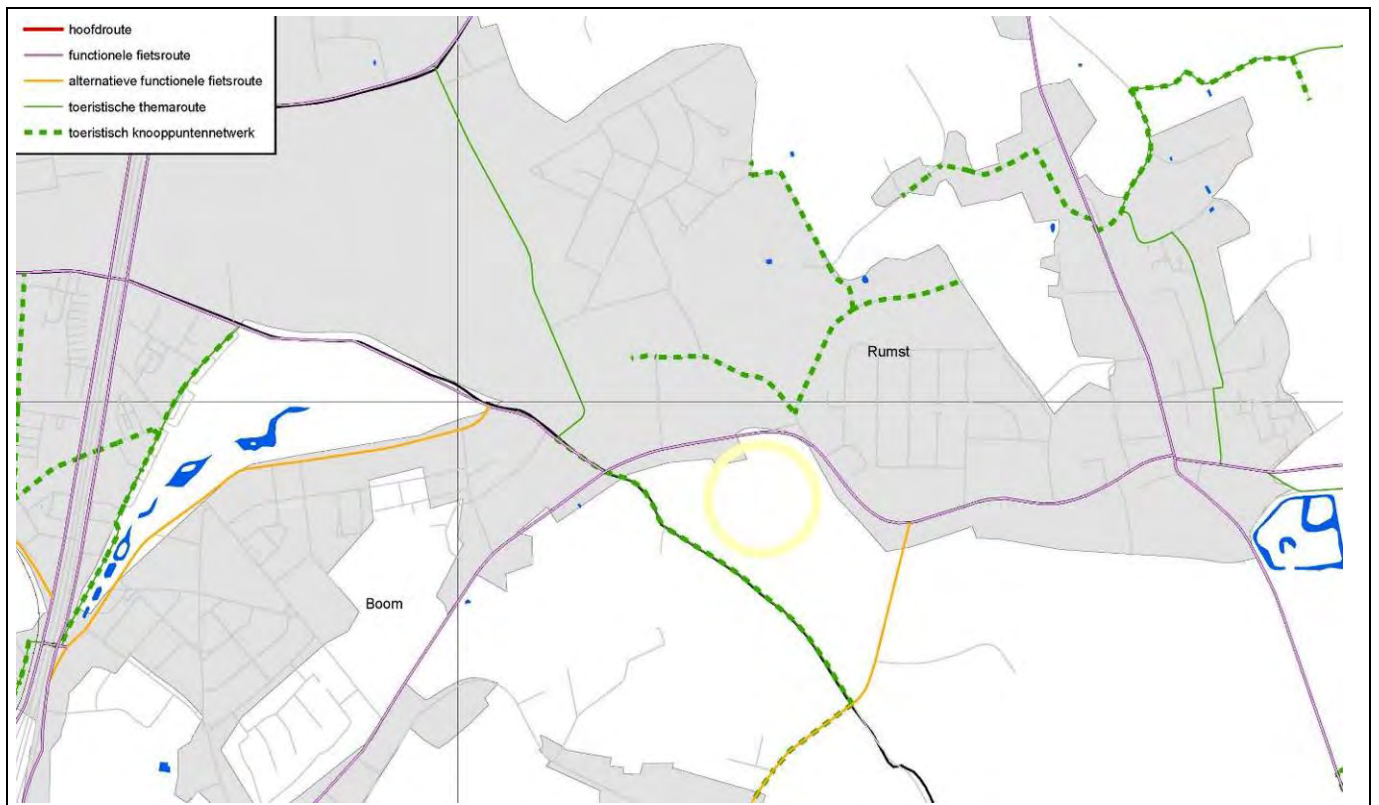 hoofdroute
functionele fietsroute
alternatieve functionele fietsroute
toeristische themaroute
toeristisch knooppuntennetwerk
Rumst
Boom